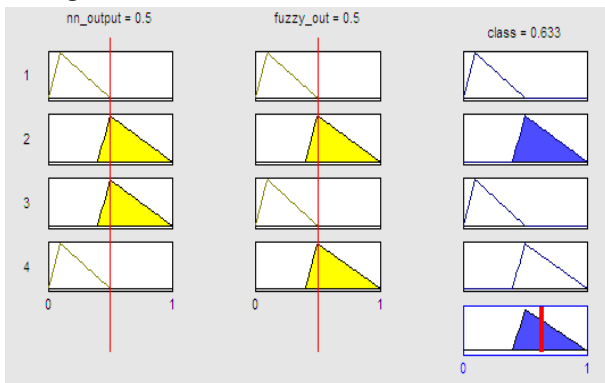 nn_output = 0.5
fuzzy_out = 0.5
class = 0.633
1
2
3
4
0 1
0 1
0 1